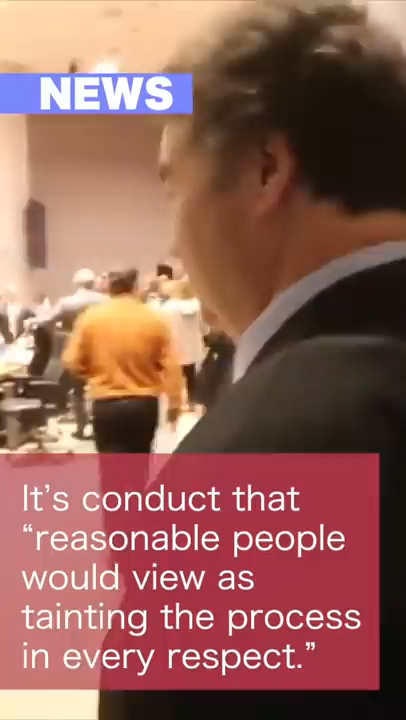 NEWS
It’s conduct that
“reasonable people
would view as
tainting the process
in every respect.”